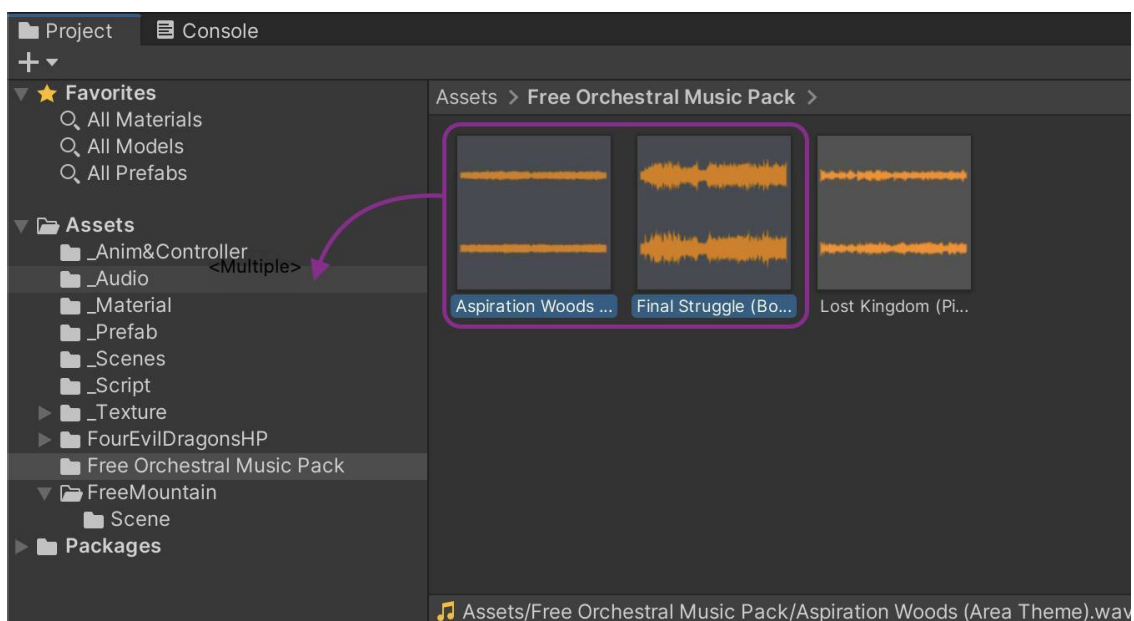 Project
Console
Favorites
All Materials
All Models
All Prefabs
Assets
_Anim&Controller
<Multiple>
_Audio
_Material
_Prefab
_Scenes
_Script
_Texture
FourEvilDragonsHP
Free Orchestral Music Pack
FreeMountain
Scene
Packages
Assets > Free Orchestral Music Pack >
Aspiration Woods ...
Final Struggle (Bo...
Lost Kingdom (Pi...
Assets/Free Orchestral Music Pack/Aspiration Woods (Area Theme).wav